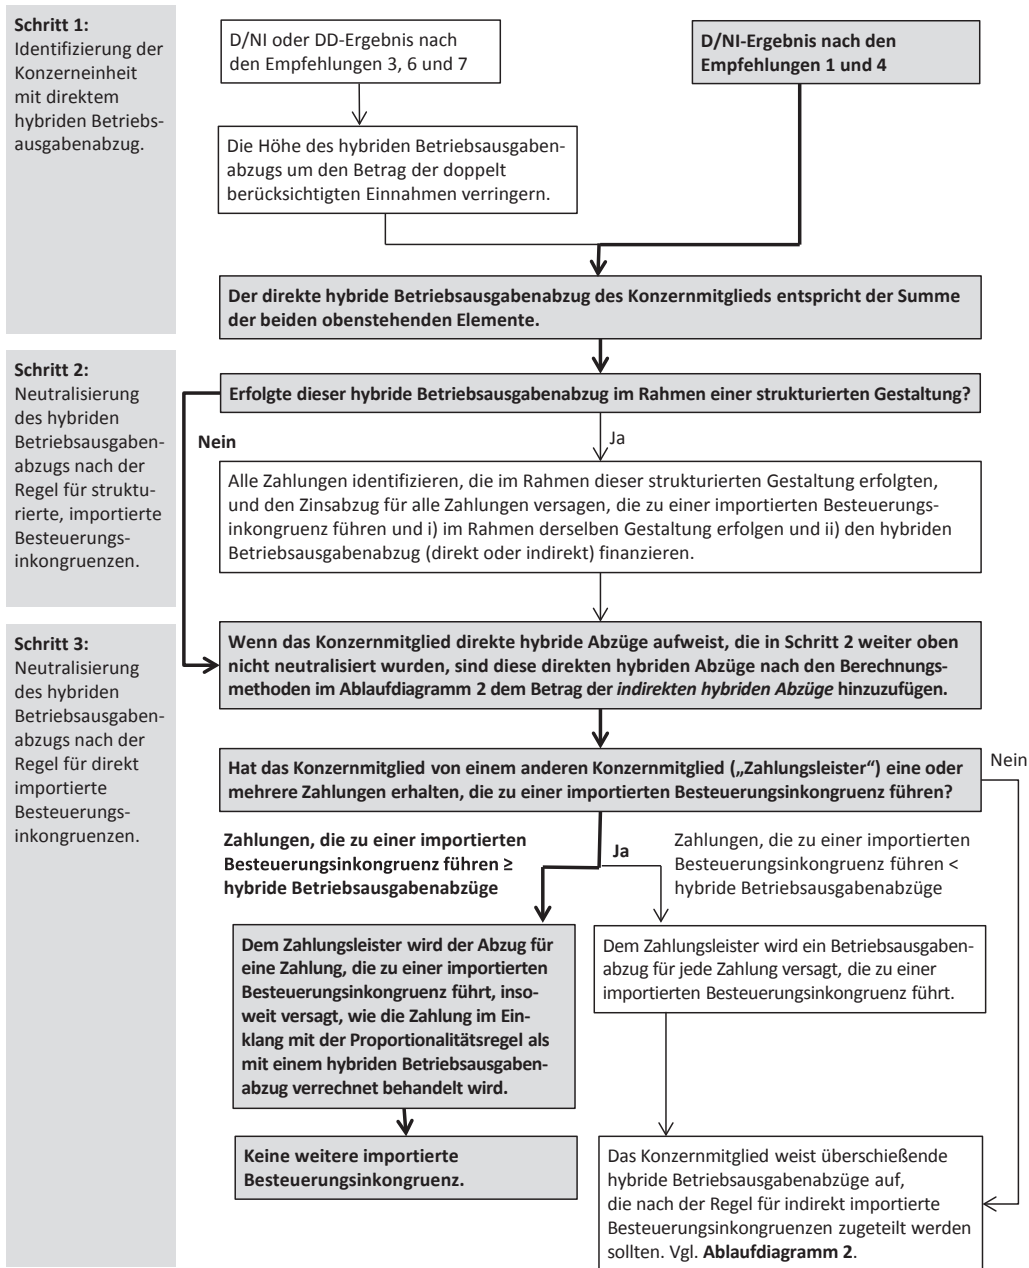 Schritt 1:
Identifizierung der
Konzerneinheit
mit direktem
hybriden Betriebs-
ausgabenabzug.
D/NI oder DD-Ergebnis nach
den Empfehlungen 3, 6 und 7
D/NI-Ergebnis nach den
Empfehlungen 1 und 4
Die Höhe des hybriden Betriebsausgaben-
abzugs um den Betrag der doppelt
berücksichtigten Einnahmen verringern.
Der direkte hybride Betriebsausgabenabzug des Konzernmitglieds entspricht der Summe
der beiden obenstehenden Elemente.
Schritt 2:
Neutralisierung
des hybriden
Betriebsausgaben-
abzugs nach der
Regel für struktu-
rierte, importierte
Besteuerungs-
inkongruenzen.
Erfolgte dieser hybride Betriebsausgabenabzug im Rahmen einer strukturierten Gestaltung?
Nein
Ja
Alle Zahlungen identifizieren, die im Rahmen dieser strukturierten Gestaltung erfolgten,
und den Zinsabzug für alle Zahlungen versagen, die zu einer importierten Besteuerungs-
inkongruenz führen und i) im Rahmen derselben Gestaltung erfolgen und ii) den hybriden
Betriebsausgabenabzug (direkt oder indirekt) finanzieren.
Schritt 3:
Neutralisierung
des hybriden
Betriebsausgaben-
abzugs nach der
Regel für direkt
importierte
Besteuerungs-
inkongruenzen.
Wenn das Konzernmitglied direkte hybride Abzüge aufweist, die in Schritt 2 weiter oben
nicht neutralisiert wurden, sind diese direkten hybriden Abzüge nach den Berechnungs-
methoden im Ablaufdiagramm 2 dem Betrag der indirekten hybriden Abzüge hinzuzufügen.
Hat das Konzernmitglied von einem anderen Konzernmitglied („Zahlungsleister“) eine oder
mehrere Zahlungen erhalten, die zu einer importierten Besteuerungsinkongruenz führen?
Nein
Zahlungen, die zu einer importierten
Besteuerungsinkongruenz führen ≥
hybride Betriebsausgabenabzüge
Ja
Zahlungen, die zu einer importierten
Besteuerungsinkongruenz führen <
hybride Betriebsausgabenabzüge
Dem Zahlungsleister wird der Abzug für
eine Zahlung, die zu einer importierten
Besteuerungsinkongruenz führt, inso-
weit versagt, wie die Zahlung im Ein-
klang mit der Proportionalitätsregel als
mit einem hybriden Betriebsausgaben-
abzug verrechnet behandelt wird.
Dem Zahlungsleister wird ein Betriebsausgaben-
abzug für jede Zahlung versagt, die zu einer
importierten Besteuerungsinkongruenz führt.
Keine weitere importierte
Besteuerungsinkongruenz.
Das Konzernmitglied weist überschießende
hybride Betriebsausgabenabzüge auf,
die nach der Regel für indirekt importierte
Besteuerungsinkongruenzen zugeteilt werden
sollten. Vgl. Ablaufdiagramm 2.